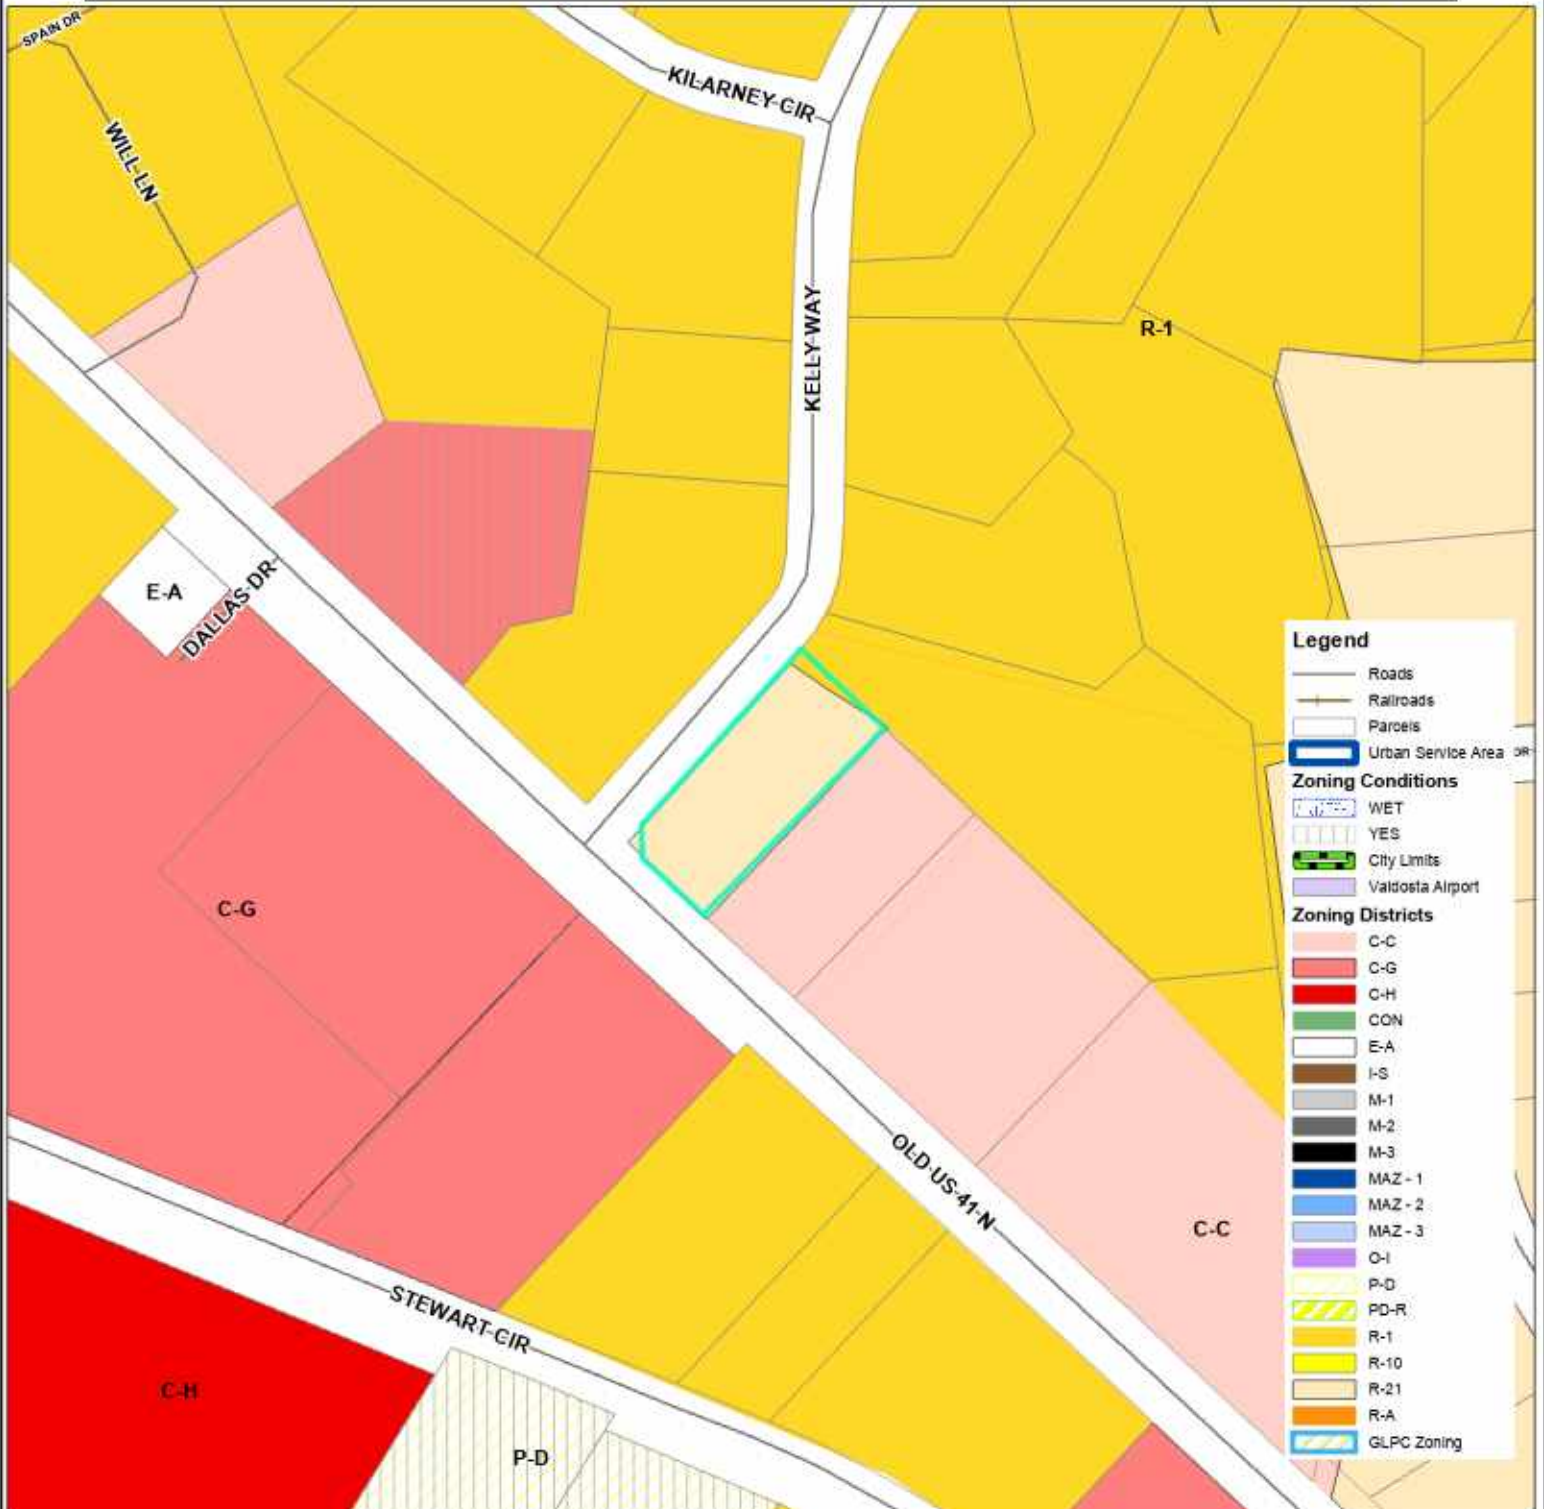 SPAIN DR
WILL LN
KILARNEY CIR
KELLY WAY
R-1
E-A
DALLAS DR
C-G
OLD US 41 N
C-C
STEWART CIR
C-H
P-D
DR
Legend
Roads
Railroads
Parcels
Urban Service Area
Zoning Conditions
WET
YES
City Limits
Valdosta Airport
Zoning Districts
C-C
C-G
C-H
CON
E-A
I-S
M-1
M-2
M-3
MAZ - 1
MAZ - 2
MAZ - 3
O-I
P-D
PD-R
R-1
R-10
R-21
R-A
GLPC Zoning